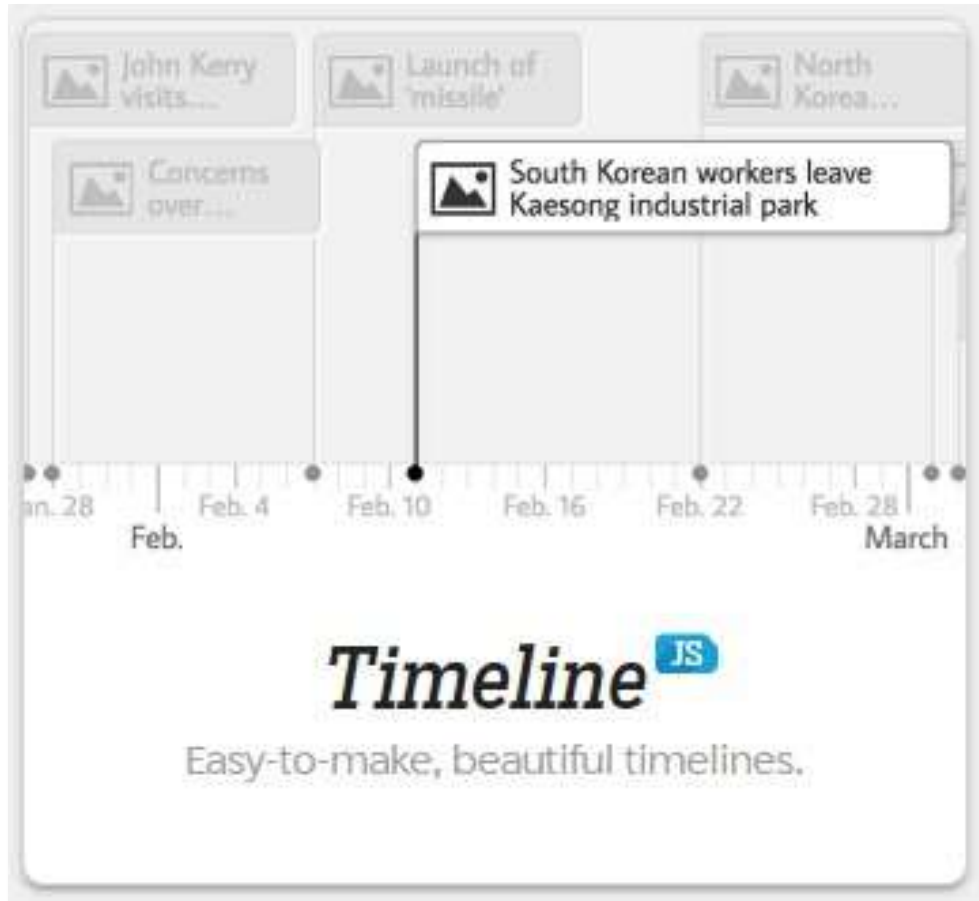 John Kerry
visits....
Launch of
'missile'
North
Korea...
Concerns
over...
South Korean workers leave
Kaesong industrial park
an. 28
Feb. 4
Feb. 10
Feb. 16
Feb. 22
Feb. 28
Feb.
March
Timeline JS
Easy-to-make, beautiful timelines.